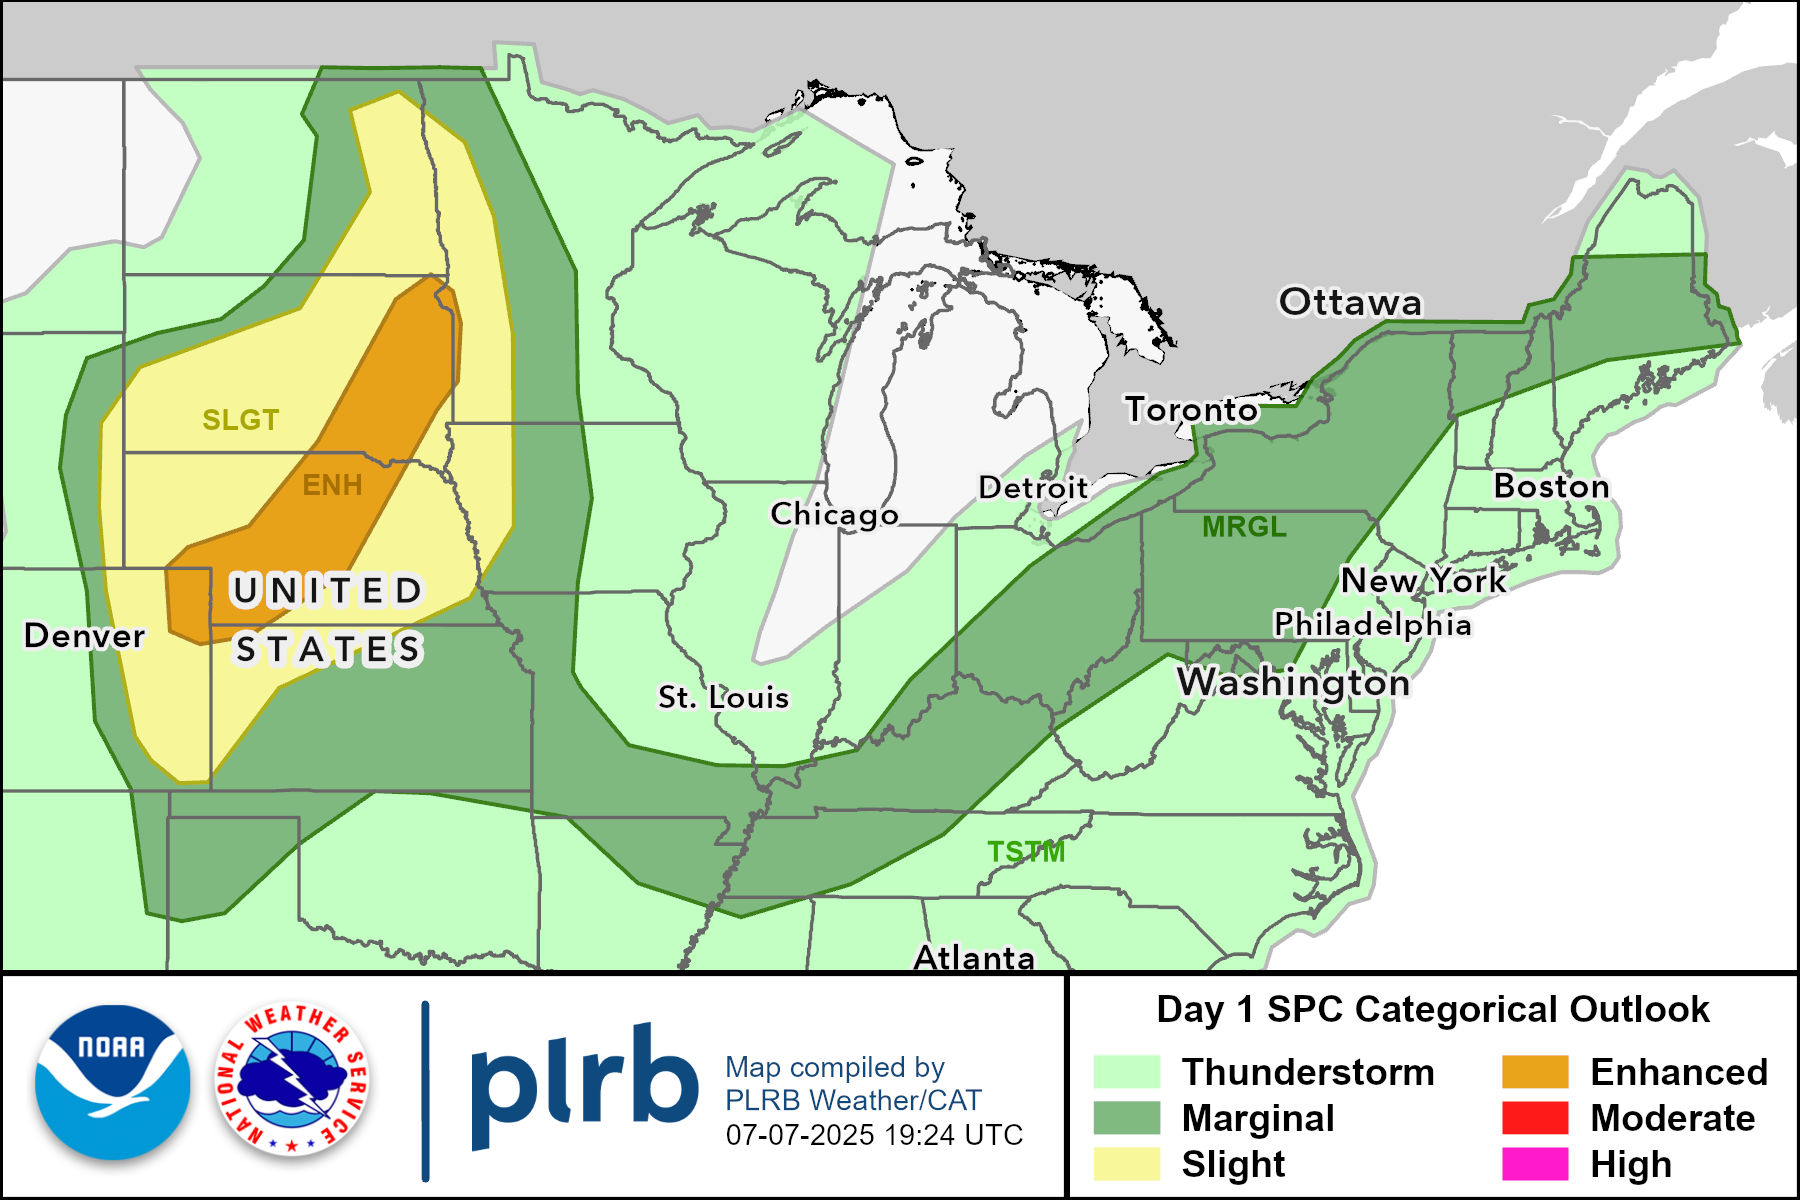 Ottawa
Toronto
SLGT
ENH
Detroit
Boston
Chicago
MRGL
New York
UNITED
STATES
Denver
Philadelphia
Washington
St. Louis
TSTM
Atlanta
NOAA
NATIONAL WEATHER SERVICE
plrb
Map compiled by
PLRB Weather/CAT
07-07-2025 19:24 UTC
Day 1 SPC Categorical Outlook
Thunderstorm
Marginal
Slight
Enhanced
Moderate
High